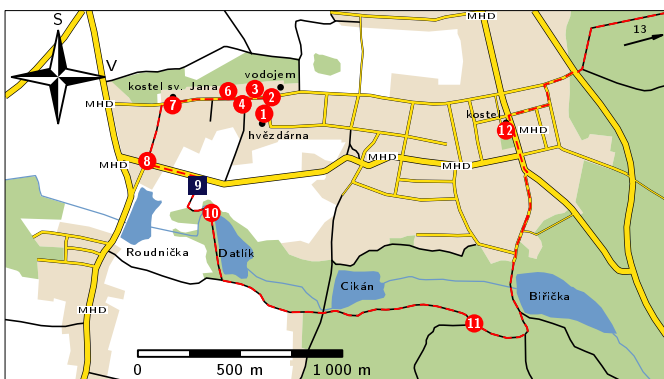 S
V
MHD
13
vodojem
kostel sv. Jana
6
3
2
MHD
7
4
1
kostel
12
MHD
hvězdárna
8
MHD
MHD
MHD
9
10
Roudnička
Datlík
Cikán
Biřička
MHD
11
0
500 m
1 000 m